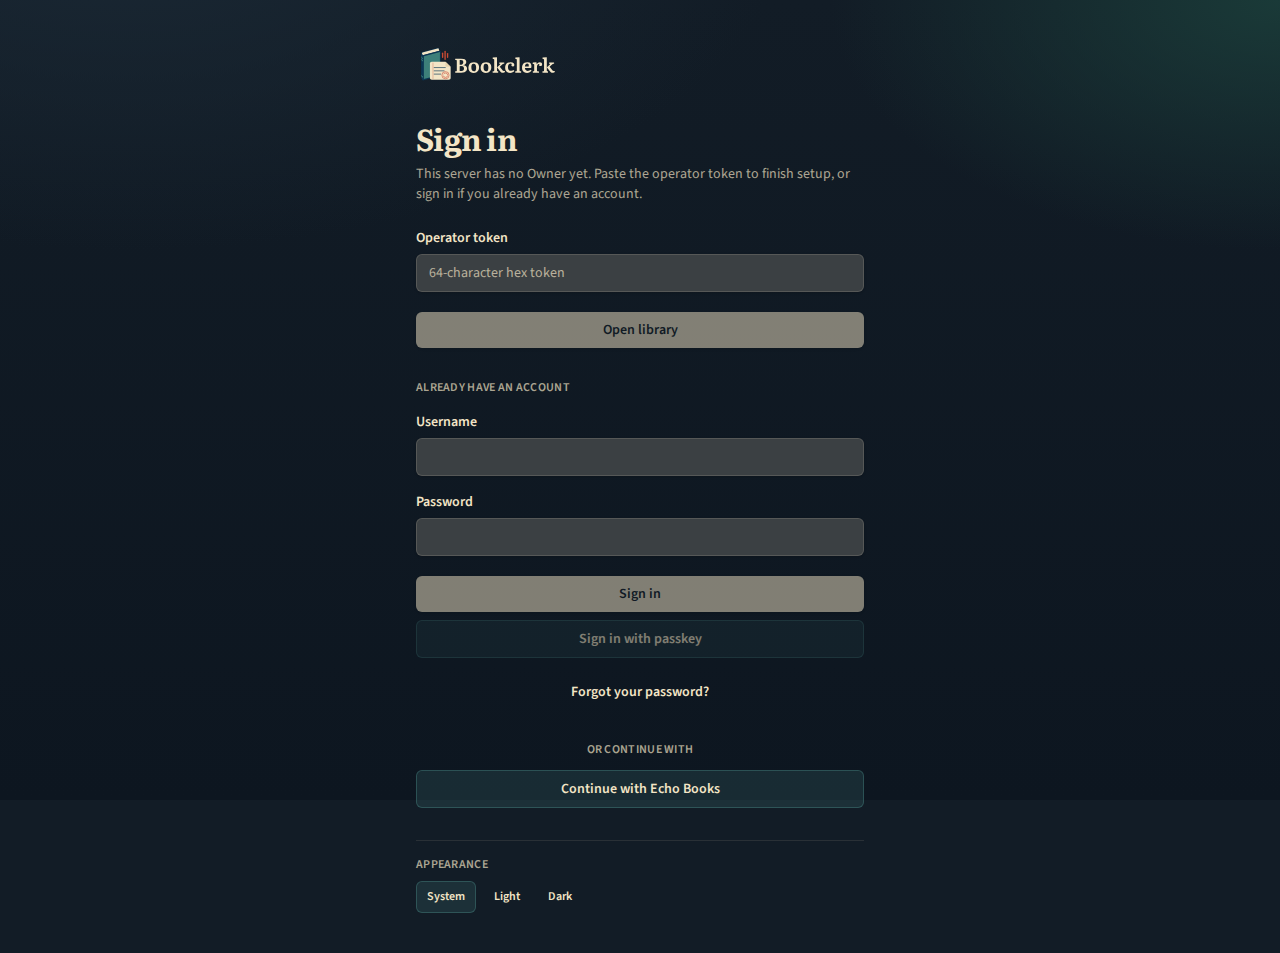 Bookclerk
Sign in
This server has no Owner yet. Paste the operator token to finish setup, or
sign in if you already have an account.
Operator token
64-character hex token
Open library
ALREADY HAVE AN ACCOUNT
Username
Password
Sign in
Sign in with passkey
Forgot your password?
OR CONTINUE WITH
Continue with Echo Books
APPEARANCE
System Light Dark